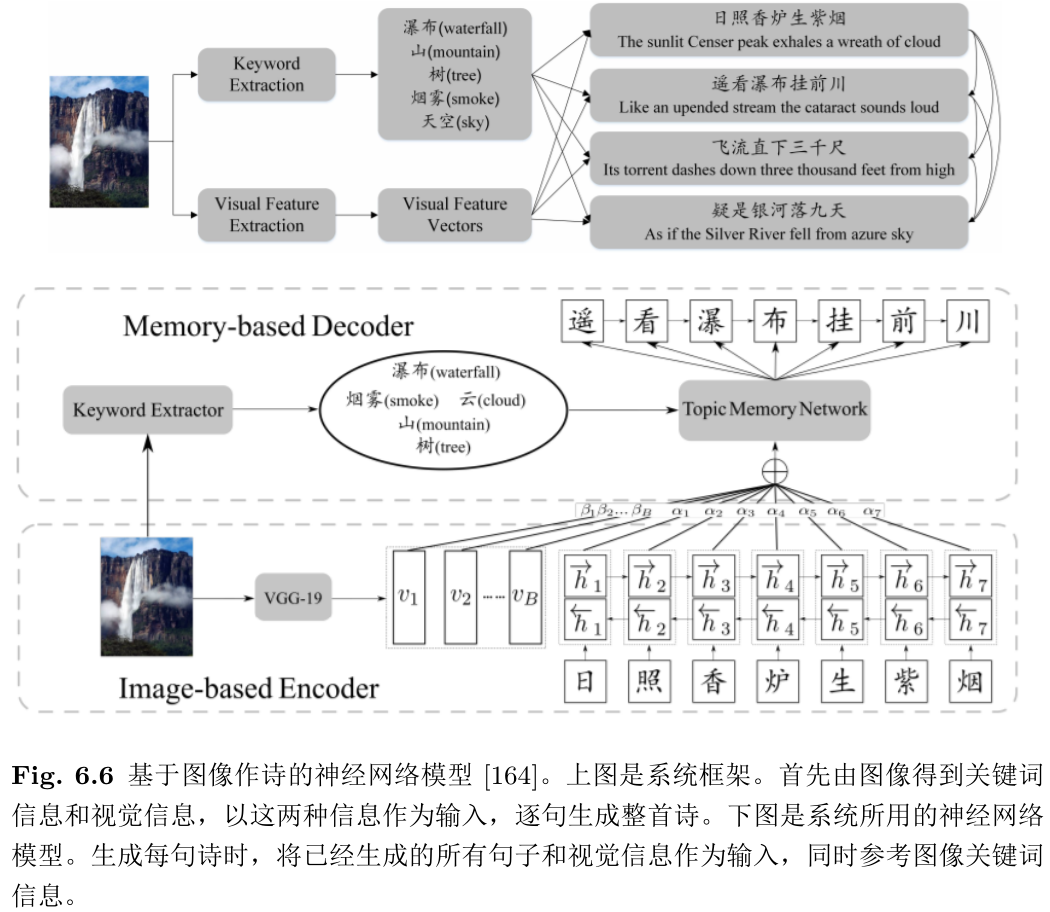 Keyword
Extraction
瀑布(waterfall)
山(mountain)
树(tree)
烟雾(smoke)
天空(sky)
Visual Feature
Extraction
Visual Feature
Vectors
日照香炉生紫烟
The sunlit Censer peak exhales a wreath of cloud
遥看瀑布挂前川
Like an upended stream the cataract sounds loud
飞流直下三千尺
Its torrent dashes down three thousand feet from high
疑是银河落九天
As if the Silver River fell from azure sky
Memory-based Decoder
遥 看 瀑 布 挂 前 川
Keyword Extractor
瀑布(waterfall)
烟雾(smoke) 云(cloud)
山(mountain)
树(tree)
Topic Memory Network
β1 β2... βB α1 α2 α3 α4 α5 α6 α7
VGG-19
v1 v2 ...... vB
→h1 →h2 →h3 →h4 →h5 →h6 →h7
←h1 ←h2 ←h3 ←h4 ←h5 ←h6 ←h7
日 照 香 炉 生 紫 烟
Image-based Encoder
Fig. 6.6 基于图像作诗的神经网络模型 [164]。上图是系统框架。首先由图像得到关键词
信息和视觉信息，以这两种信息作为输入，逐句生成整首诗。下图是系统所用的神经网络
模型。生成每句诗时，将已经生成的所有句子和视觉信息作为输入，同时参考图像关键词
信息。